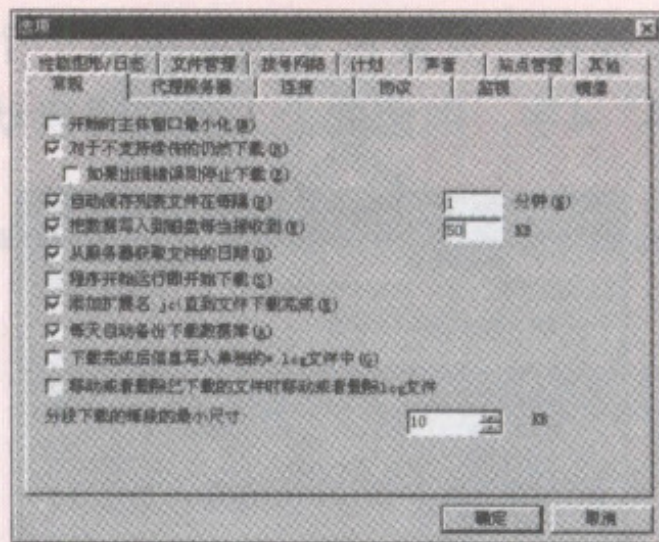 选项
性能图形/日志 文件管理 拨号网络 计划 声音 站点管理 其他
常规 代理服务器 连接 协议 监视 镜像
开始时主体窗口最小化(M)
对于不支持续传的仍然下载(R)
如果出现错误则停止下载(Z)
自动保存列表文件在每隔 1 分钟
把数据写入到磁盘每当接收到 50 KB
从服务器获取文件的日期(D)
程序开始运行即开始下载(S)
添加扩展名 jc!直到文件下载完成
每天自动备份下载数据库(A)
下载完成后信息写入单独的* log文件中(G)
移动或者删除已下载的文件时移动或者删除log文件
分段下载的每段的最小尺寸 10 KB
确定 取消